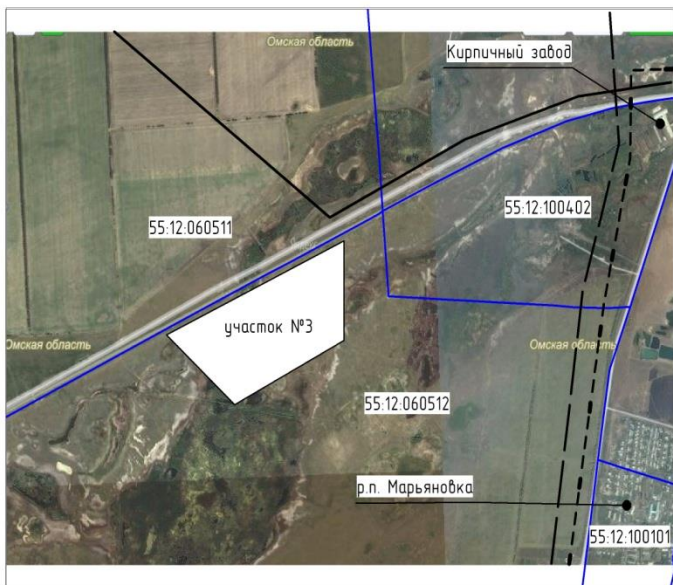 Омская область
Кирпичный завод
55:12:100402
55:12:060511
участок №3
Омская область
Омская область
55:12:060512
р.п. Марьяновка
55:12:100101